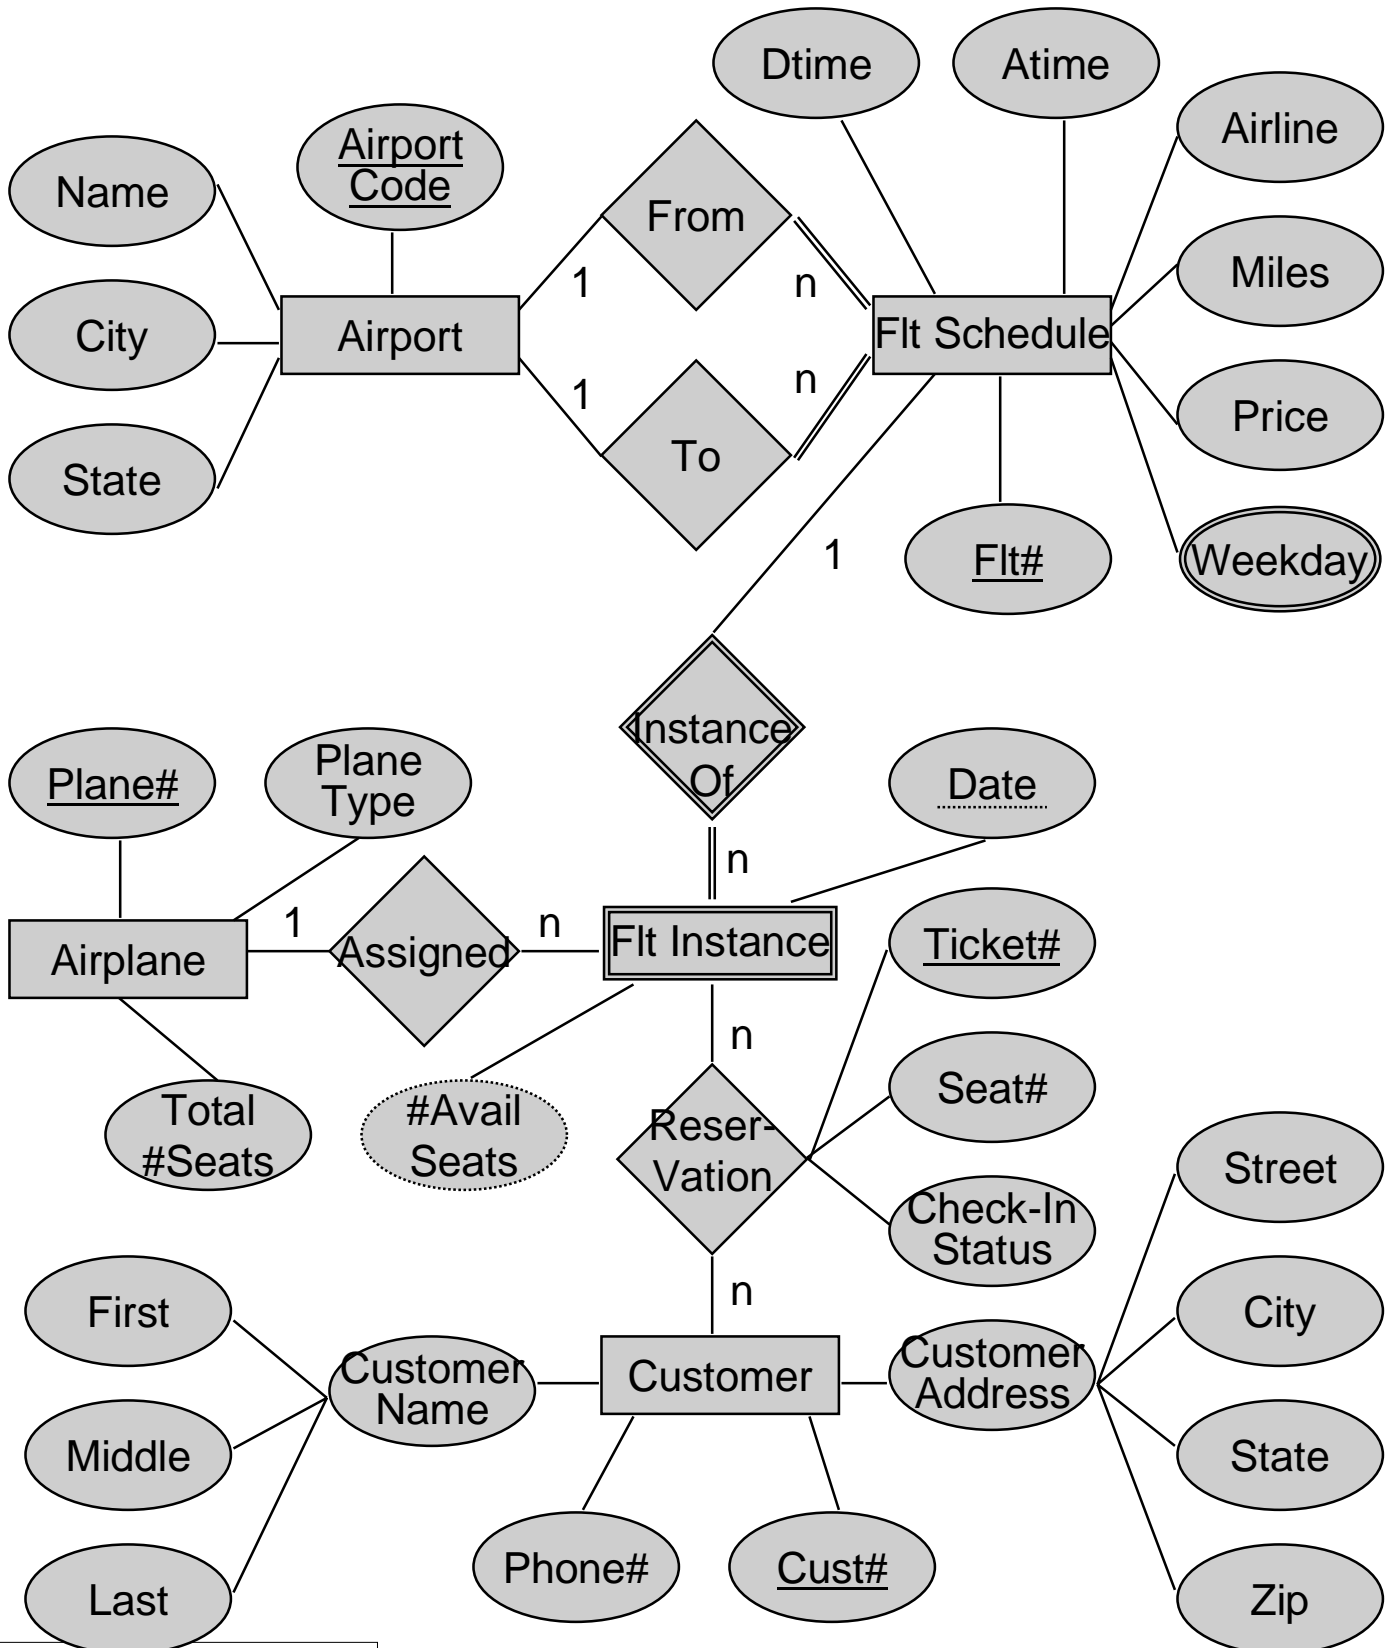 Dtime
Atime
Airline
Airport
Code
Name
From
Miles
1
n
City
Airport
Flt Schedule
n
1
Price
To
State
1
Flt#
Weekday
Instance
Of
Plane#
Plane
Type
Date
n
1
n
Airplane
Assigned
Flt Instance
Ticket#
n
Seat#
Total
#Seats
#Avail
Seats
Reser-
Vation
Street
Check-In
Status
n
First
City
Customer
Name
Customer
Customer
Address
Middle
State
Phone#
Cust#
Last
Zip